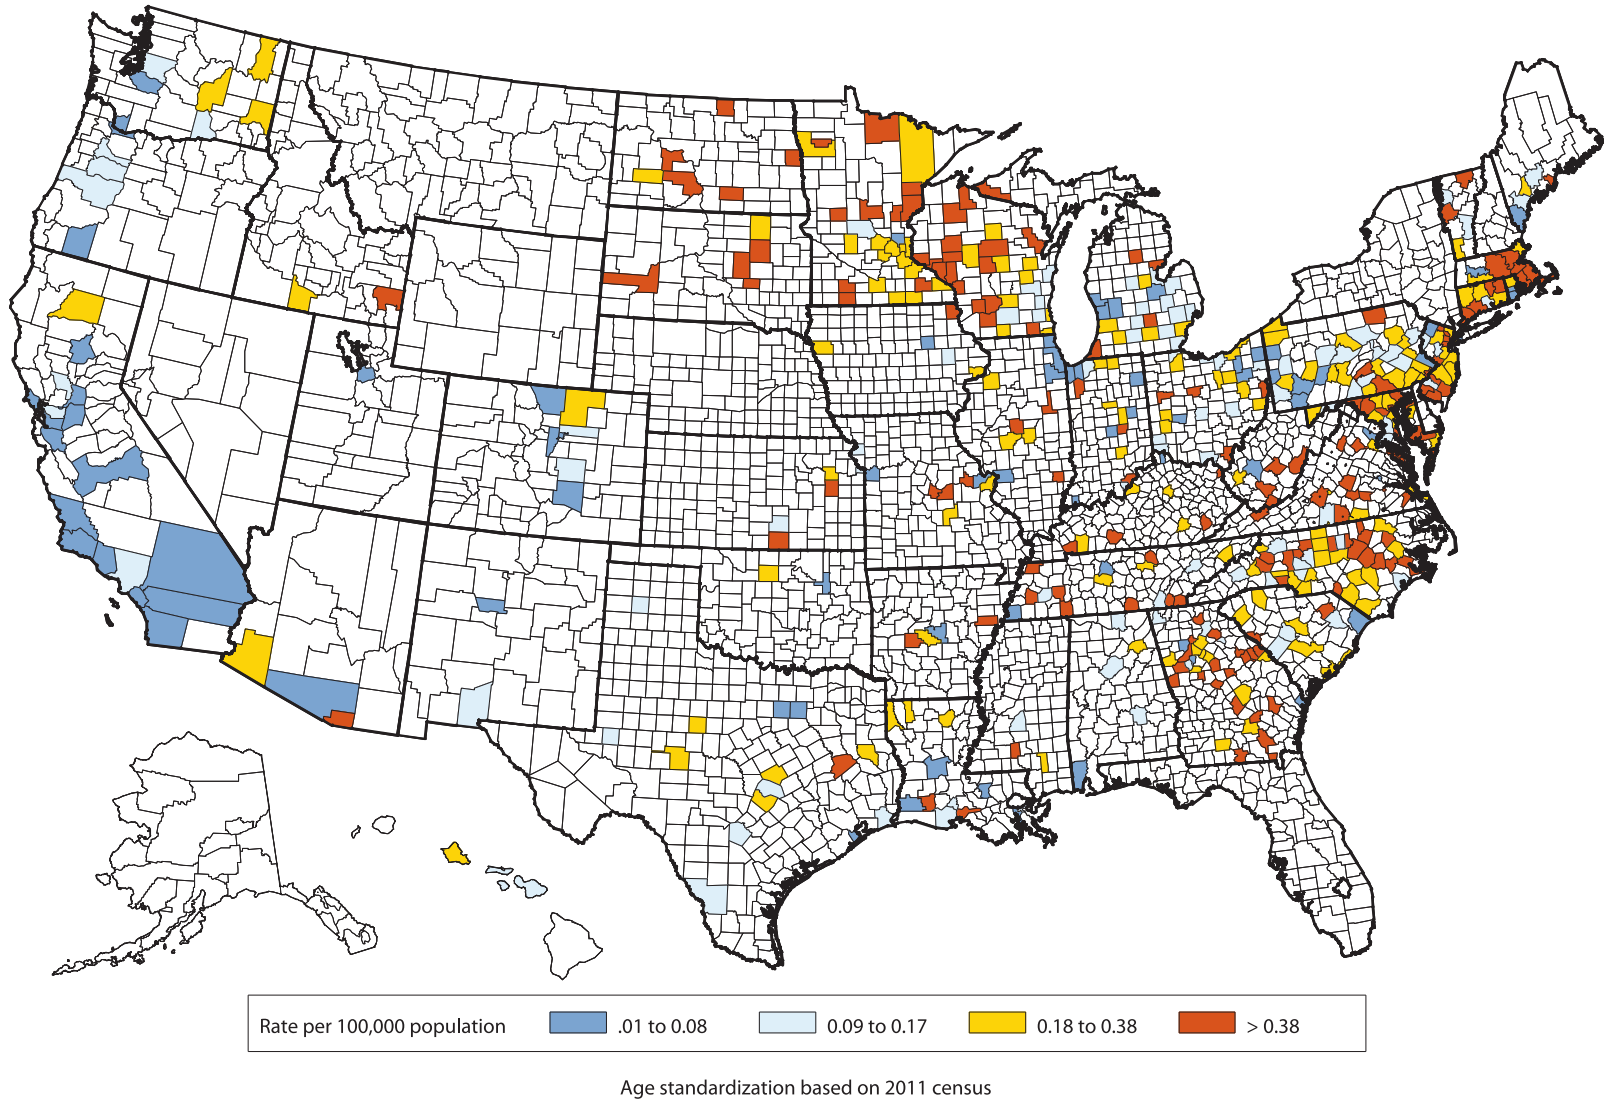 Rate per 100,000 population .01 to 0.08 0.09 to 0.17 0.18 to 0.38 > 0.38
Age standardization based on 2011 census